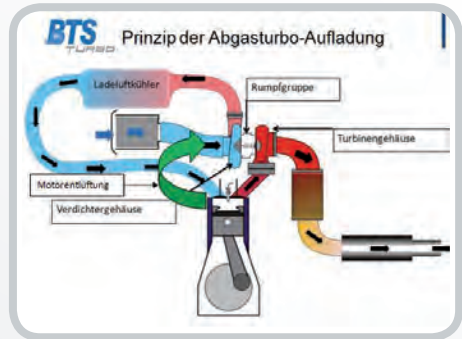 BTS
TURBO
Prinzip der Abgasturbo-Aufladung
Ladeluftkühler
Rumpfgruppe
Turbinengehäuse
Motorentlüftung
Verdichtergehäuse